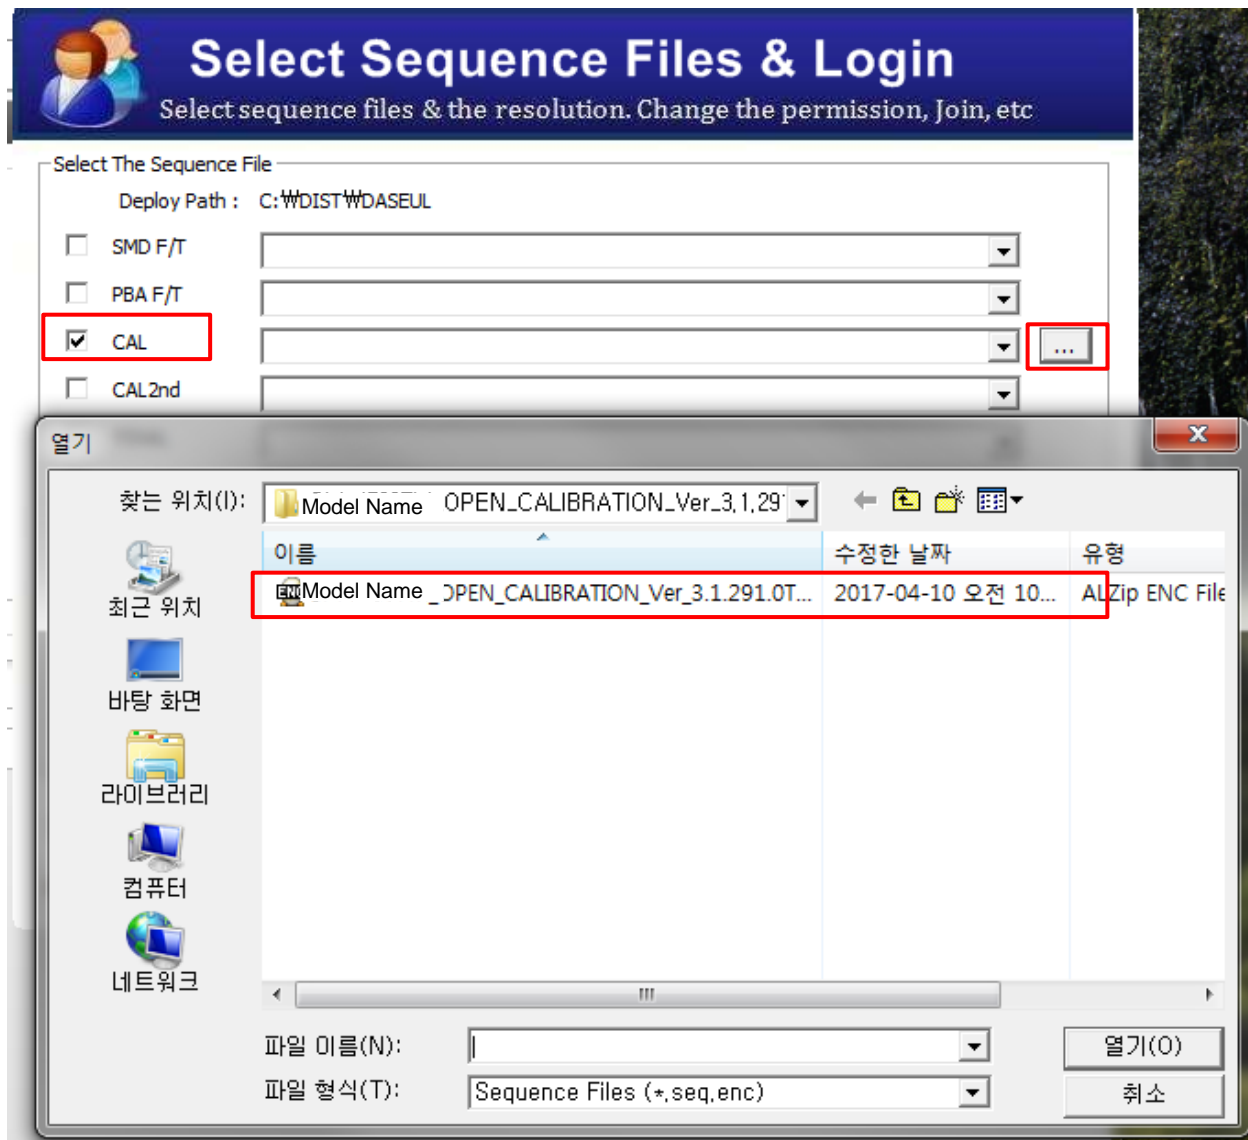 Select Sequence Files & Login
Select sequence files & the resolution. Change the permission, Join, etc
Select The Sequence File
Deploy Path : C:₩DIST₩DASEUL
SMD F/T
PBA F/T
CAL
...
CAL2nd
열기
찾는 위치(I): Model Name OPEN_CALIBRATION_Ver_3,1,29
이름 수정한 날짜 유형
Model Name _OPEN_CALIBRATION_Ver_3.1.291.0T... 2017-04-10 오전 10... ALZip ENC File
최근 위치
바탕 화면
라이브러리
컴퓨터
네트워크
파일 이름(N): 열기(O)
파일 형식(T): Sequence Files (*,seq,enc) 취소